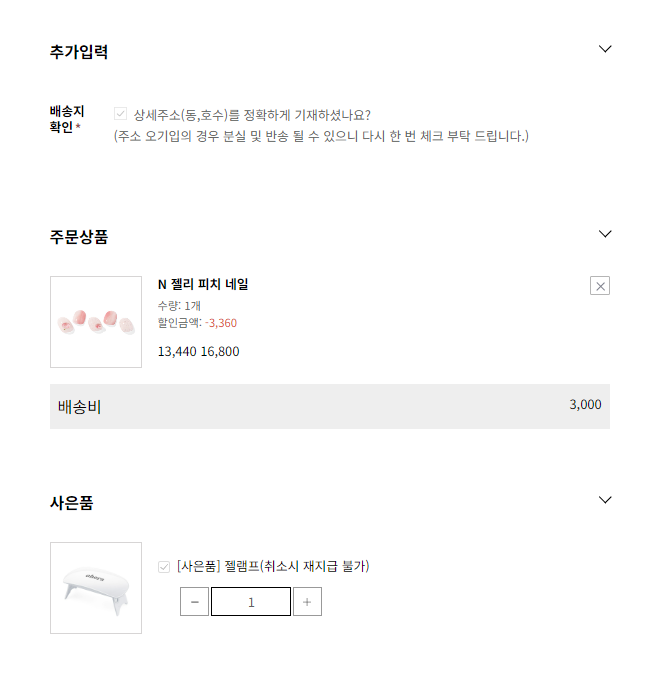 추가입력
배송지
확인 *
상세주소(동,호수)를 정확하게 기재하셨나요?
(주소 오기입의 경우 분실 및 반송 될 수 있으니 다시 한 번 체크 부탁 드립니다.)
주문상품
N 젤리 피치 네일
수량: 1개
할인금액: -3,360
13,440 16,800
배송비
3,000
사은품
[사은품] 젤램프(취소시 재지급 불가)
− 1 +